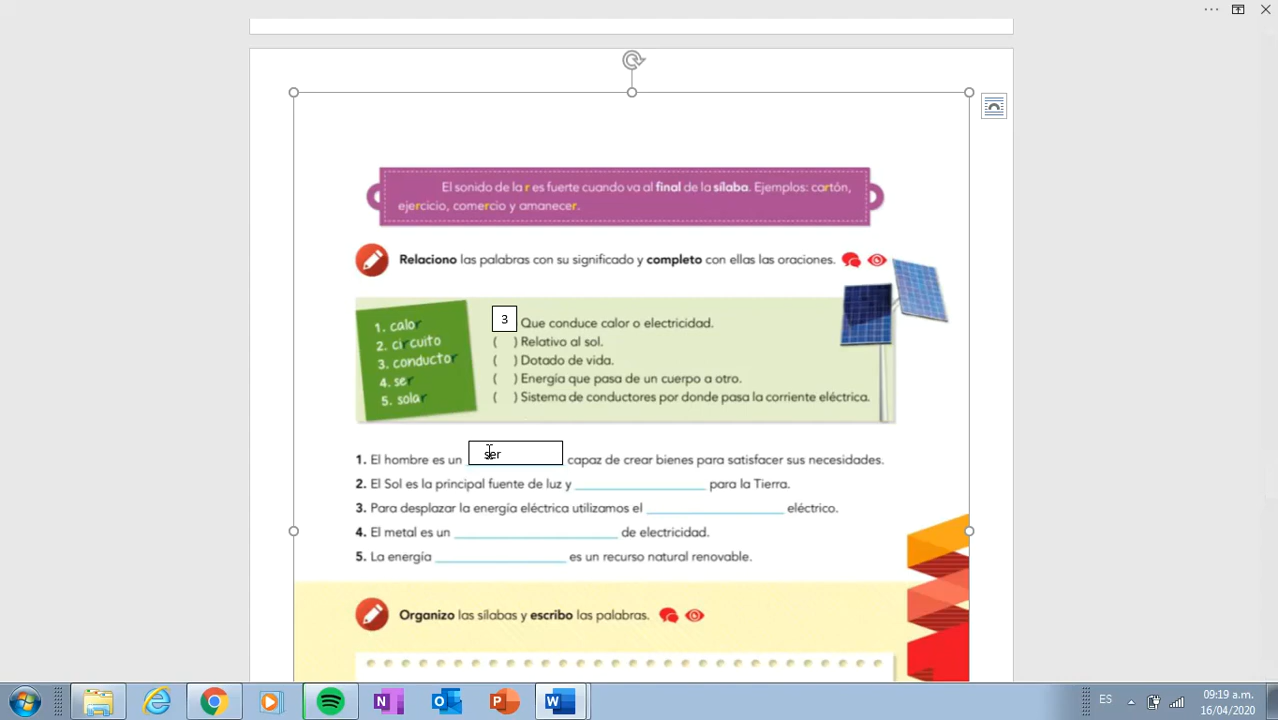 El sonido de la r es fuerte cuando va al final de la sílaba. Ejemplos: cartón,
ejercicio, comercio y amanecer.
Relaciono las palabras con su significado y completo con ellas las oraciones.
1. calor
2. circuito
3. conductor
4. ser
5. solar
3 Que conduce calor o electricidad.
( ) Relativo al sol.
( ) Dotado de vida.
( ) Energía que pasa de un cuerpo a otro.
( ) Sistema de conductores por donde pasa la corriente eléctrica.
1. El hombre es un ser capaz de crear bienes para satisfacer sus necesidades.
2. El Sol es la principal fuente de luz y ____ para la Tierra.
3. Para desplazar la energía eléctrica utilizamos el ____ eléctrico.
4. El metal es un ____ de electricidad.
5. La energía ____ es un recurso natural renovable.
Organizo las sílabas y escribo las palabras.
ES
09:19 a.m.
16/04/2020